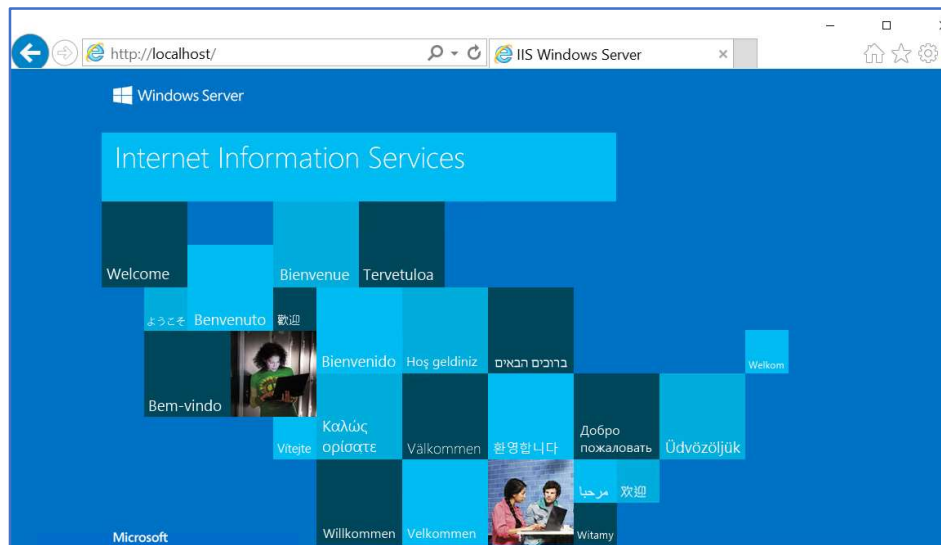 http://localhost/
IIS Windows Server
Windows Server
Internet Information Services
Welcome
Bienvenue
Tervetuloa
ようこそ
Benvenuto
歡迎
Bienvenido
Hoş geldiniz
ברוכים הבאים
Welkom
Bem-vindo
Vítejte
Καλώς
ορίσατε
Välkommen
환영합니다
Добро
пожаловать
Üdvözöljük
Willkommen
Velkommen
مرحبا
欢迎
Witamy
Microsoft